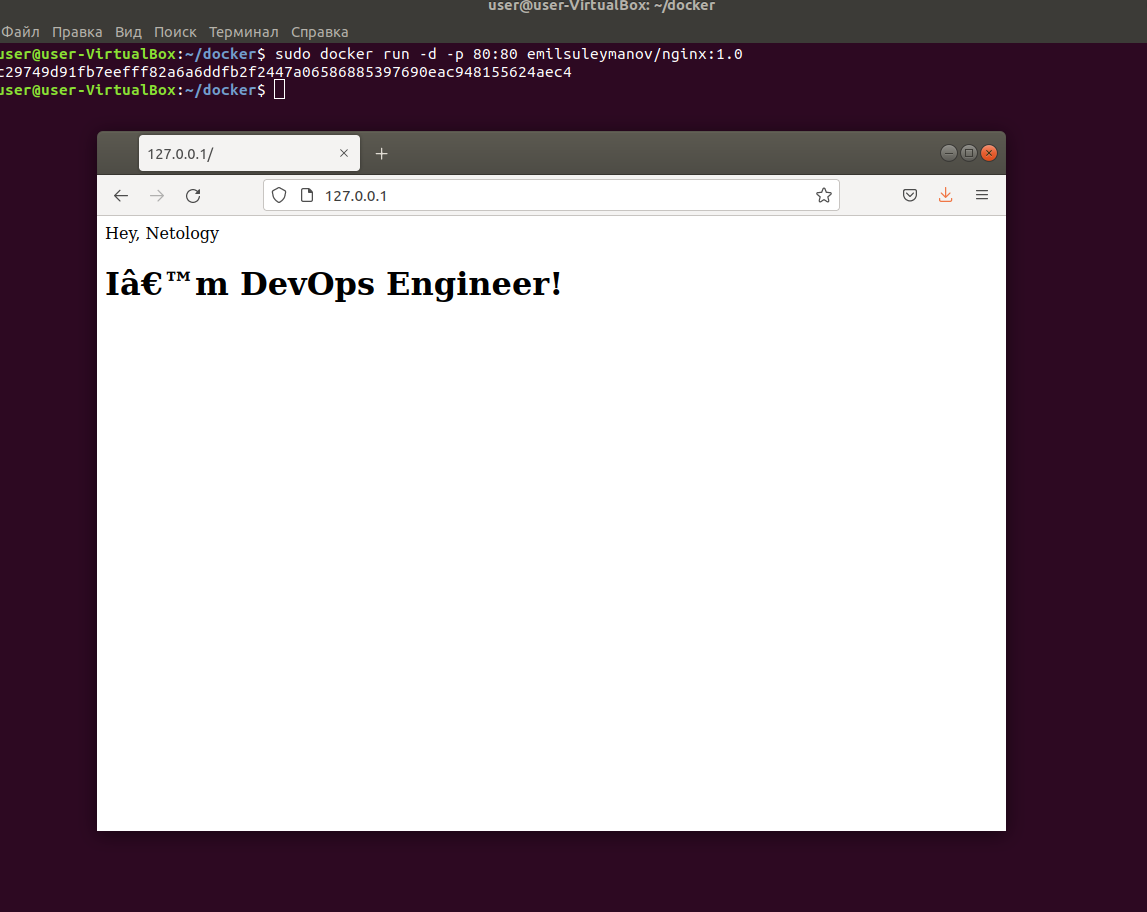 user@user-VirtualBox: ~/docker
Файл Правка Вид Поиск Терминал Справка
user@user-VirtualBox:~/docker$ sudo docker run -d -p 80:80 emilsuleymanov/nginx:1.0
c29749d91fb7eefff82a6a6ddfb2f2447a06586885397690eac948155624aec4
user@user-VirtualBox:~/docker$
127.0.0.1/
127.0.0.1
Hey, Netology
Iâ€™m DevOps Engineer!